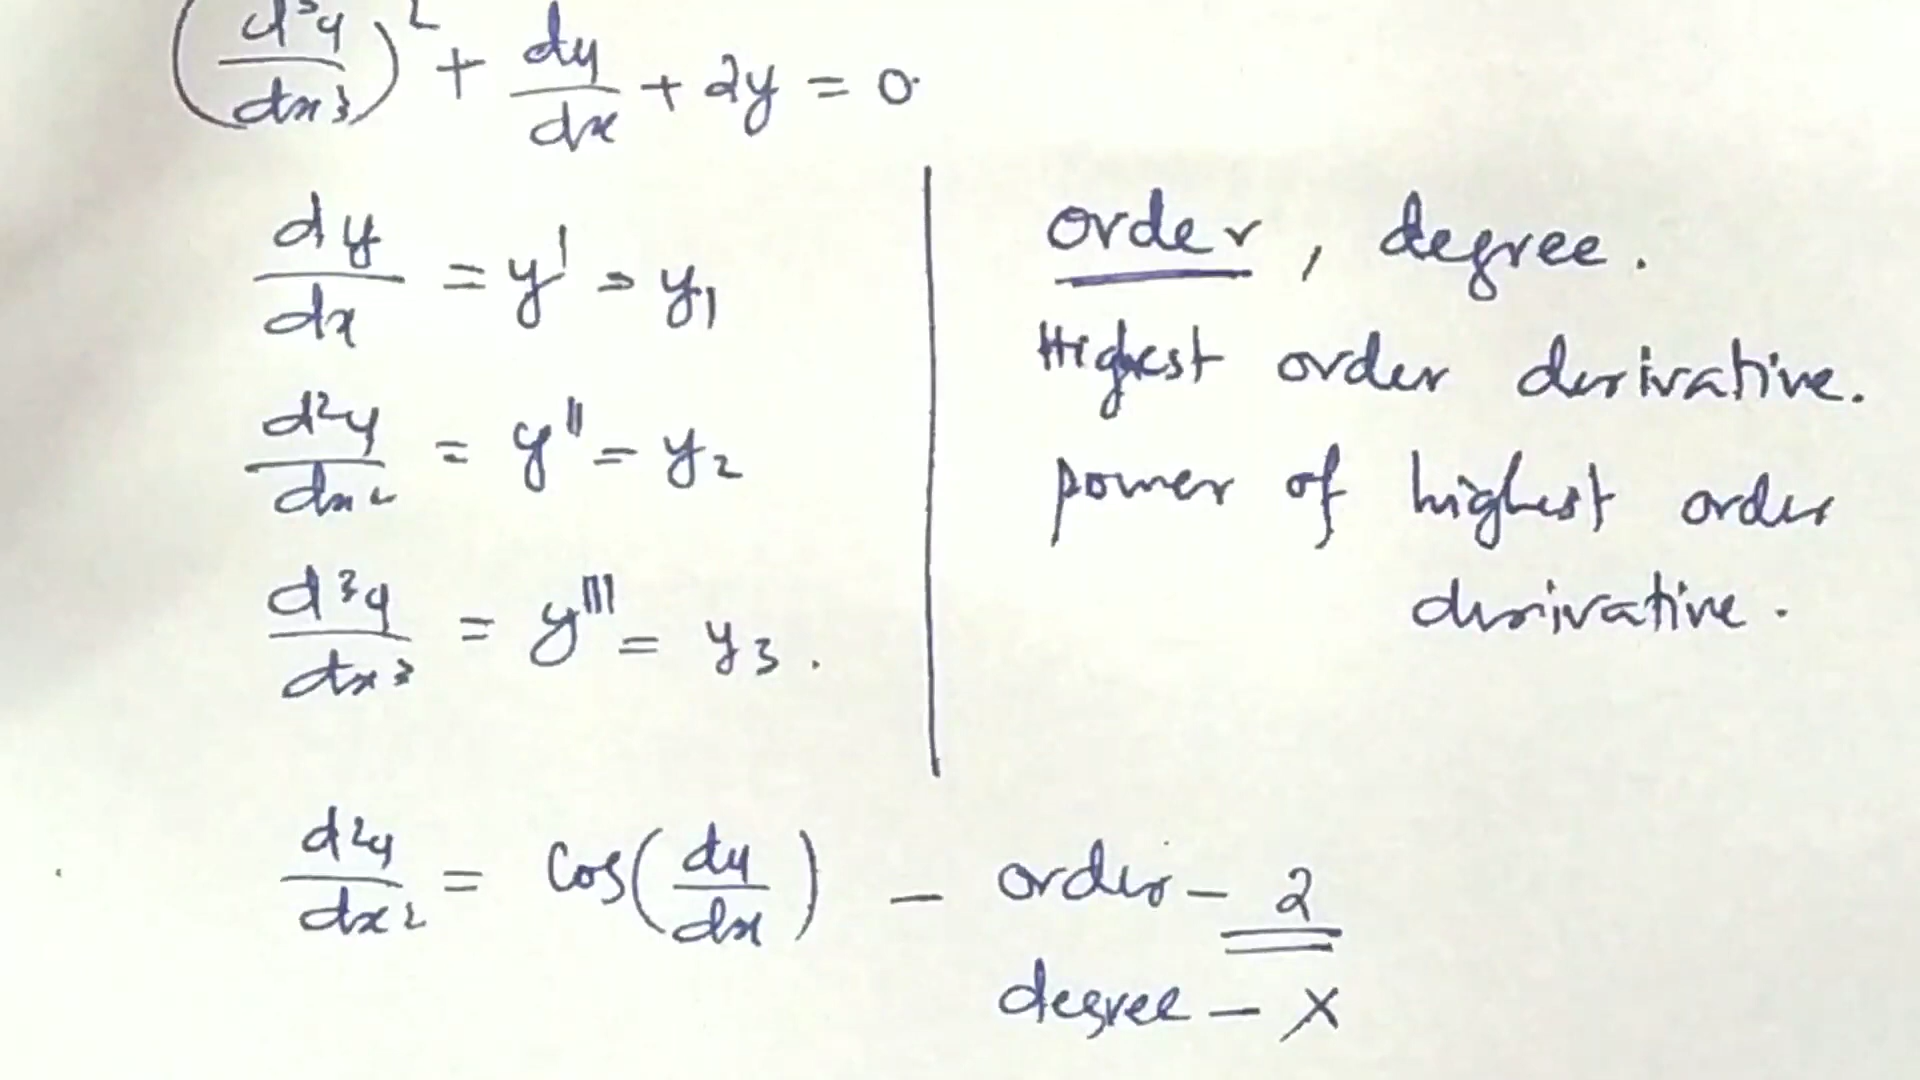 (d³y/dx³)² + dy/dx + 2y = 0.
dy/dx = y' = y₁
d²y/dx² = y'' = y₂
d³y/dx³ = y''' = y₃.
order, degree.
Highest order derivative.
power of highest order
derivative.
d²y/dx² = Cos(dy/dx) - order - 2
degree - X